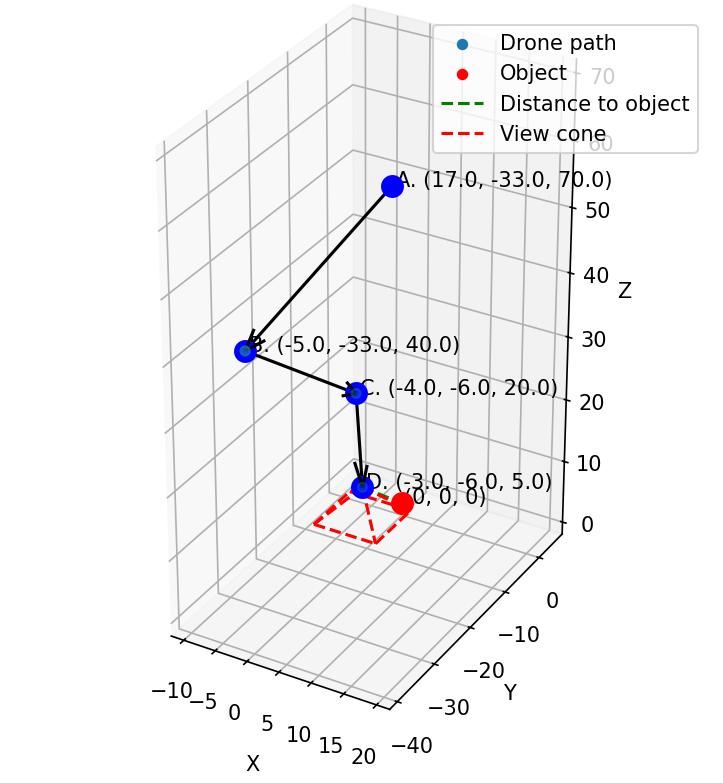 Drone path
Object
Distance to object
View cone
A. (17.0, -33.0, 70.0)
B. (-5.0, -33.0, 40.0)
C. (-4.0, -6.0, 20.0)
D. (-3.0, -6.0, 5.0)
(0, 0, 0)
70
60
50
40
30
20
10
0
Z
0
−10
−20
−30
−40
Y
−10
−5
0
5
10
15
20
X